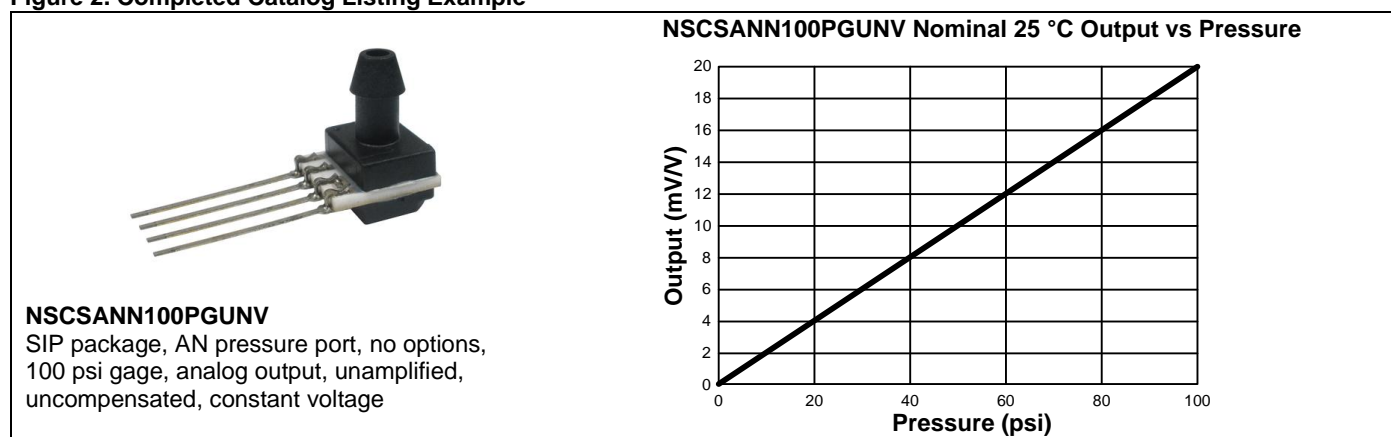 Figure 2. Completed Catalog Listing Example
NSCSANN100PGUNV
SIP package, AN pressure port, no options,
100 psi gage, analog output, unamplified,
uncompensated, constant voltage
NSCSANN100PGUNV Nominal 25 °C Output vs Pressure
Output (mV/V)
20
18
16
14
12
10
8
6
4
2
0
0 20 40 60 80 100
Pressure (psi)